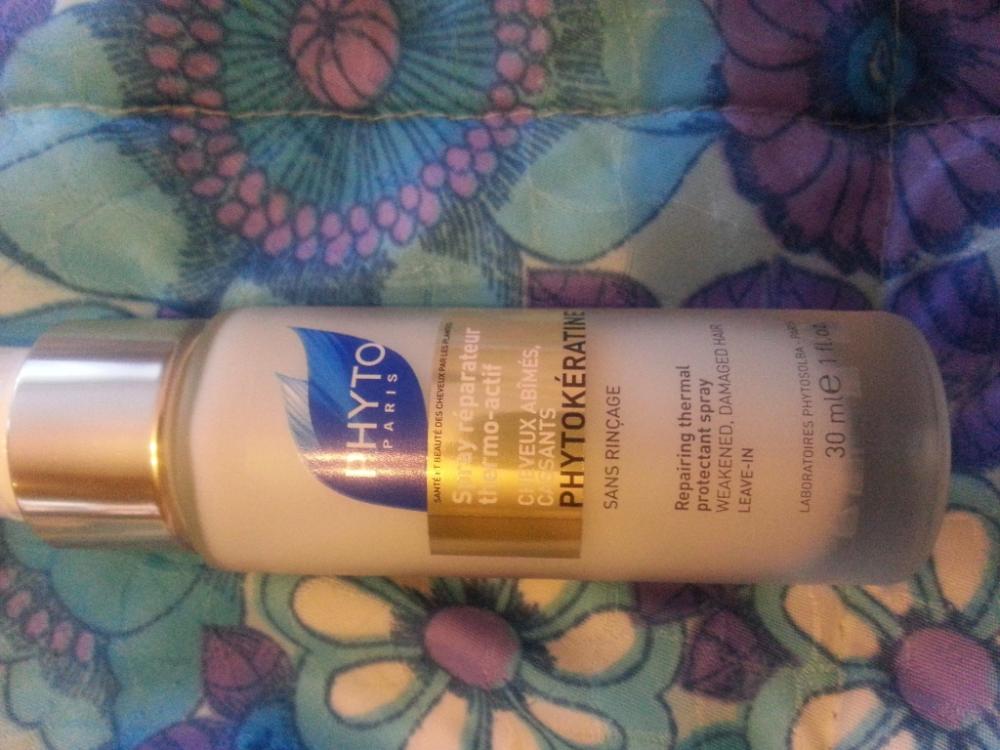 PHYTO
PARIS
SANTÉ ET BEAUTÉ DES CHEVEUX PAR LES PLANTES
Spray réparateur
thermo-actif
CHEVEUX ABÎMÉS,
CASSANTS
PHYTOKÉRATINE
SANS RINÇAGE
Repairing thermal
protectant spray
WEAKENED, DAMAGED HAIR
LEAVE-IN
LABORATOIRES PHYTOSOLBA - PARIS
30 ml e 1 fl.oz